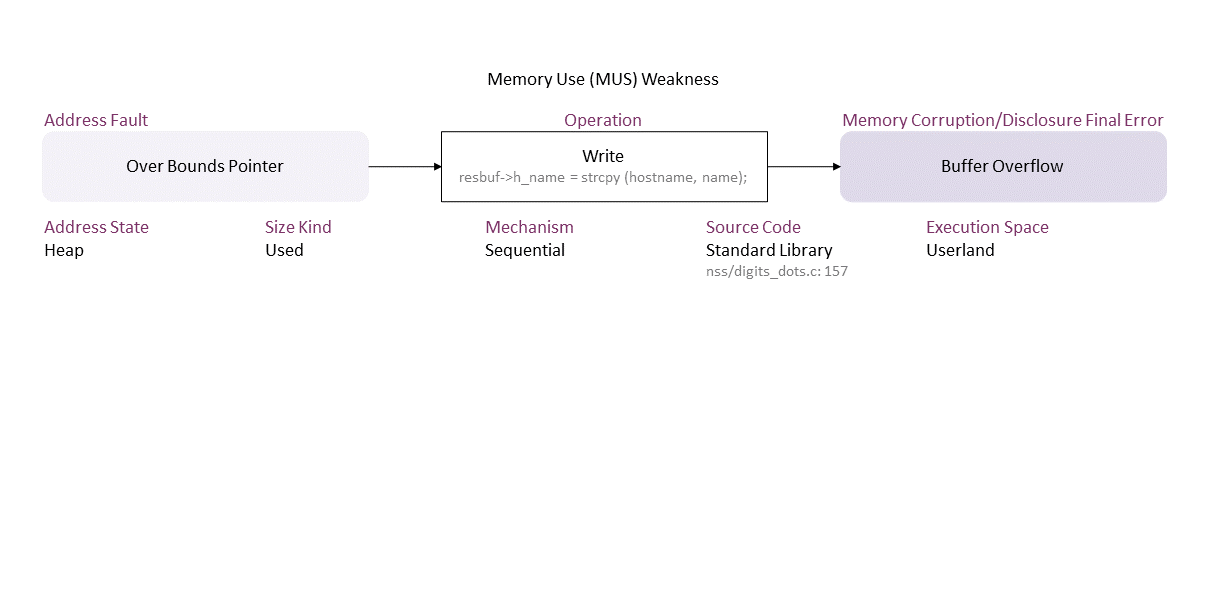 Memory Use (MUS) Weakness
Address Fault
Operation
Memory Corruption/Disclosure Final Error
Over Bounds Pointer
Write
resbuf->h_name = strcpy (hostname, name);
Buffer Overflow
Address State
Size Kind
Mechanism
Source Code
Execution Space
Heap
Used
Sequential
Standard Library
Userland
nss/digits_dots.c: 157